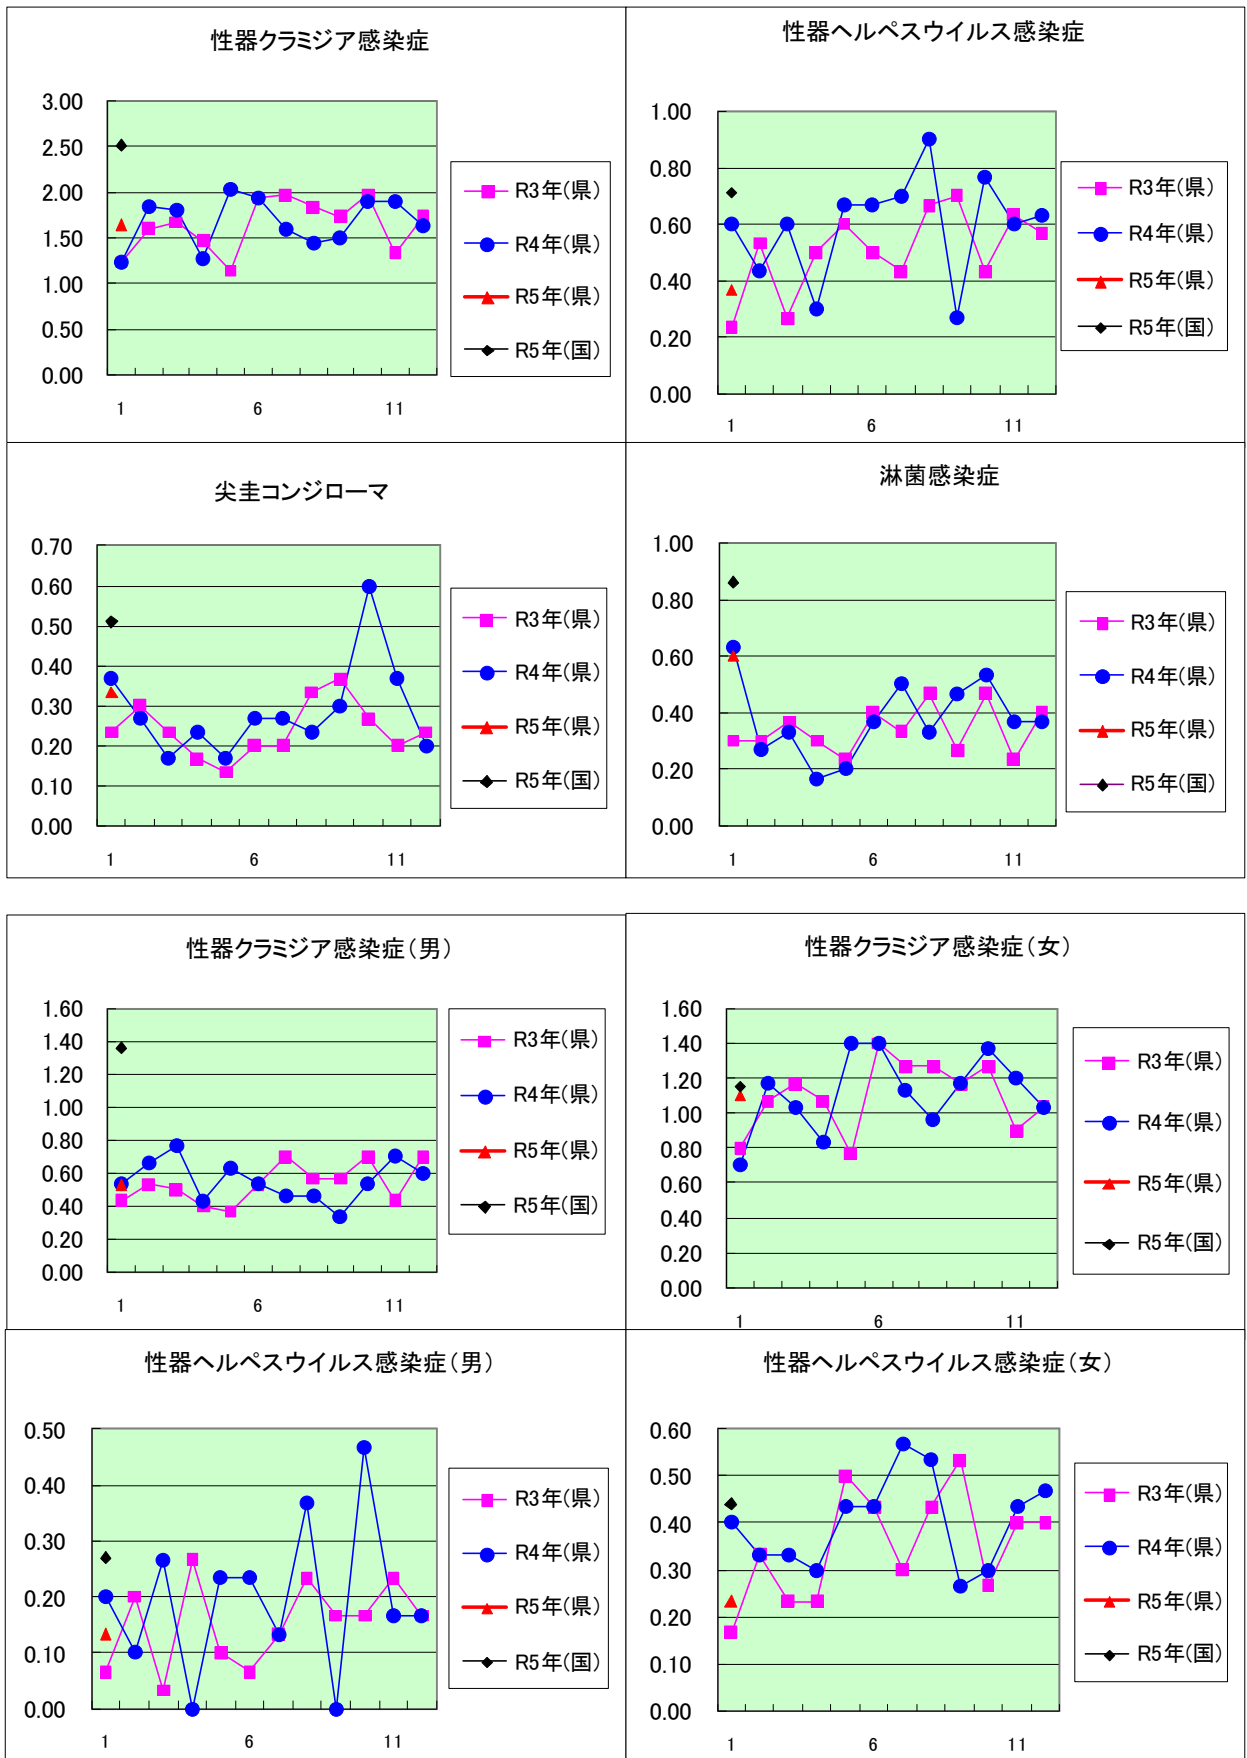 性器クラミジア感染症
3.00
2.50
2.00
1.50
1.00
0.50
0.00
1 6 11
R3年(県)
R4年(県)
R5年(県)
R5年(国)
性器ヘルペスウイルス感染症
1.00
0.80
0.60
0.40
0.20
0.00
1 6 11
R3年(県)
R4年(県)
R5年(県)
R5年(国)
尖圭コンジローマ
0.70
0.60
0.50
0.40
0.30
0.20
0.10
0.00
1 6 11
R3年(県)
R4年(県)
R5年(県)
R5年(国)
淋菌感染症
1.00
0.80
0.60
0.40
0.20
0.00
1 6 11
R3年(県)
R4年(県)
R5年(県)
R5年(国)
性器クラミジア感染症(男)
1.60
1.40
1.20
1.00
0.80
0.60
0.40
0.20
0.00
1 6 11
R3年(県)
R4年(県)
R5年(県)
R5年(国)
性器クラミジア感染症(女)
1.60
1.40
1.20
1.00
0.80
0.60
0.40
0.20
0.00
1 6 11
R3年(県)
R4年(県)
R5年(県)
R5年(国)
性器ヘルペスウイルス感染症(男)
0.50
0.40
0.30
0.20
0.10
0.00
1 6 11
R3年(県)
R4年(県)
R5年(県)
R5年(国)
性器ヘルペスウイルス感染症(女)
0.60
0.50
0.40
0.30
0.20
0.10
0.00
1 6 11
R3年(県)
R4年(県)
R5年(県)
R5年(国)